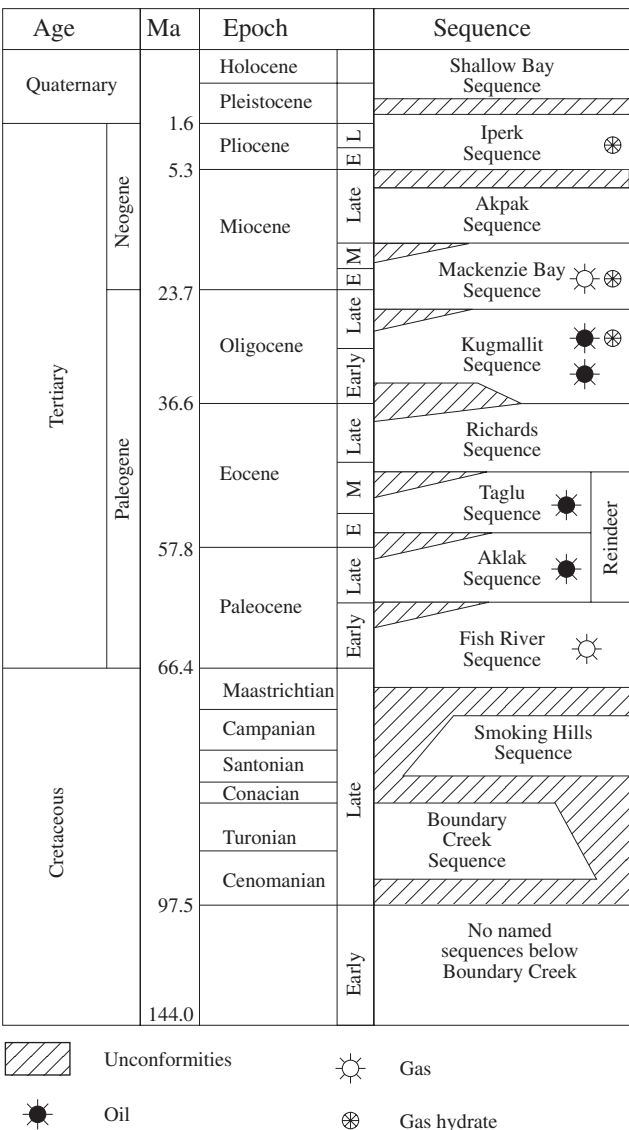 Age Ma Epoch Sequence
Quaternary
Holocene
Pleistocene
Shallow Bay
Sequence
1.6
Tertiary
Neogene
Pliocene
L
E
Iperk
Sequence
5.3
Miocene
Late
M
E
Akpak
Sequence
Mackenzie Bay
Sequence
23.7
Paleogene
Oligocene
Late
Early
Kugmallit
Sequence
36.6
Eocene
Late
M
E
Richards
Sequence
Taglu
Sequence
Reindeer
57.8
Paleocene
Late
Early
Aklak
Sequence
Fish River
Sequence
66.4
Cretaceous
Maastrichtian
Campanian
Santonian
Conacian
Turonian
Cenomanian
Late
Smoking Hills
Sequence
Boundary
Creek
Sequence
97.5
Early
No named
sequences below
Boundary Creek
144.0
Unconformities
Gas
Oil
Gas hydrate